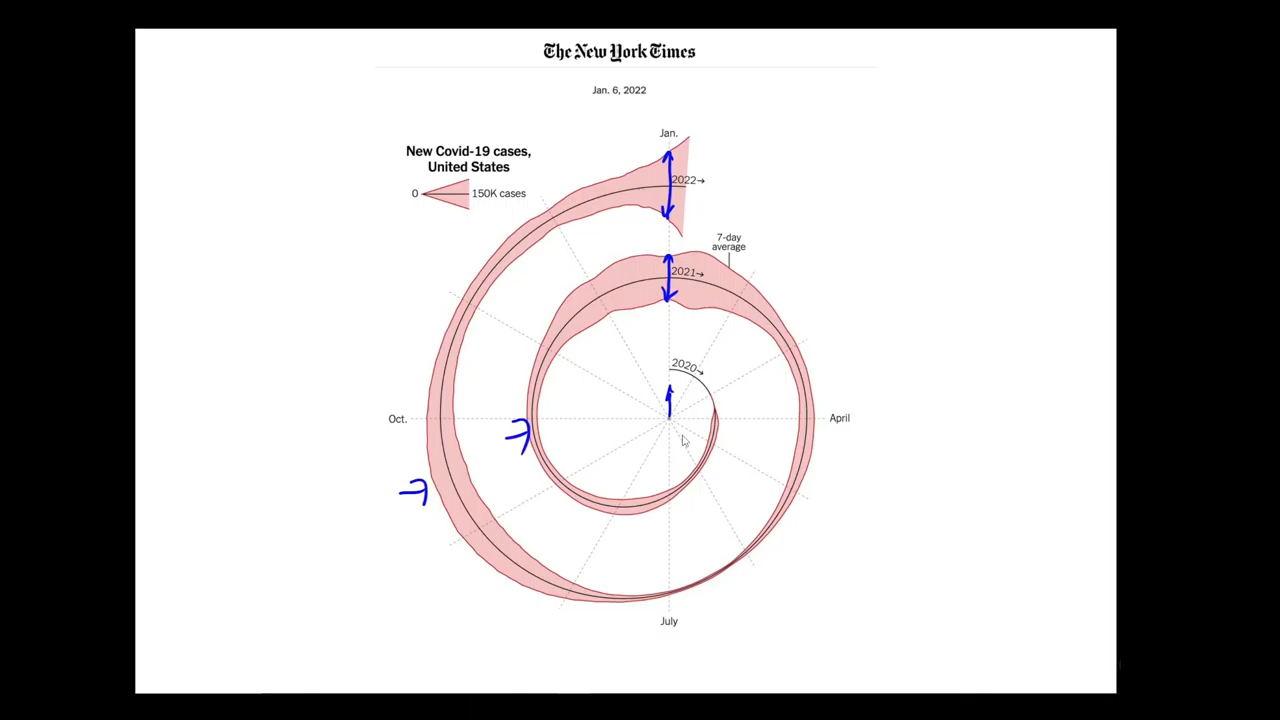 The New York Times
Jan. 6, 2022
Jan.
New Covid-19 cases,
United States
0
150K cases
2022→
7-day
average
2021→
2020→
Oct.
April
July